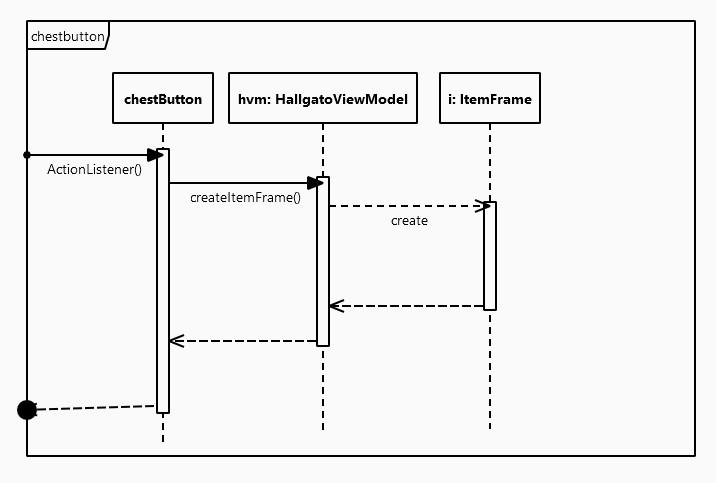 chestbutton
chestButton
hvm: HallgatoViewModel
i: ItemFrame
ActionListener()
createItemFrame()
create